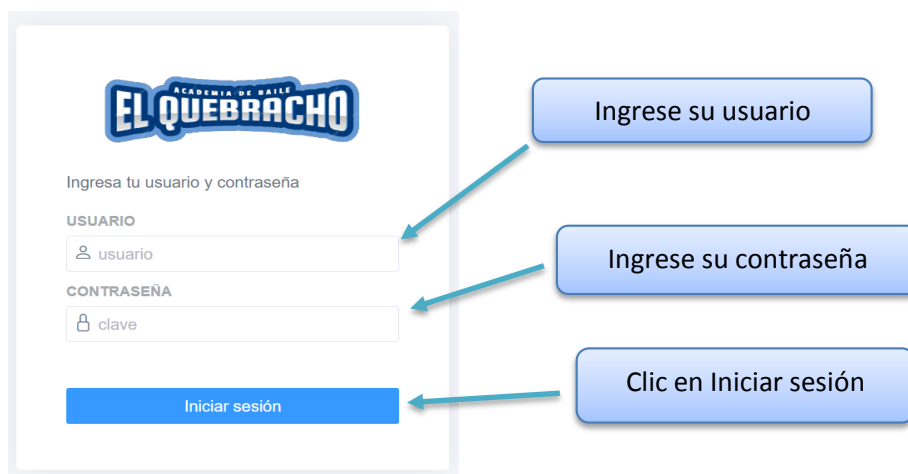 ACADEMIA DE BAILE
EL QUEBRACHO
Ingrese su usuario
Ingresa tu usuario y contraseña
USUARIO
usuario
Ingrese su contraseña
CONTRASEÑA
clave
Clic en Iniciar sesión
Iniciar sesión